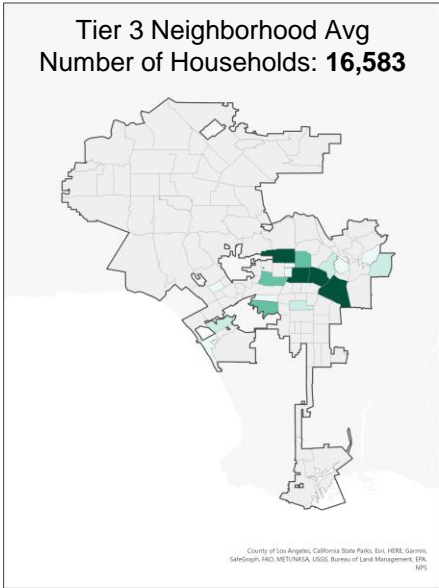 Tier 3 Neighborhood Avg
Number of Households: 16,583
County of Los Angeles, California State Parks, Esri, HERE, Garmin,
SafeGraph, FAO, METI/NASA, USGS, Bureau of Land Management, EPA,
NPS